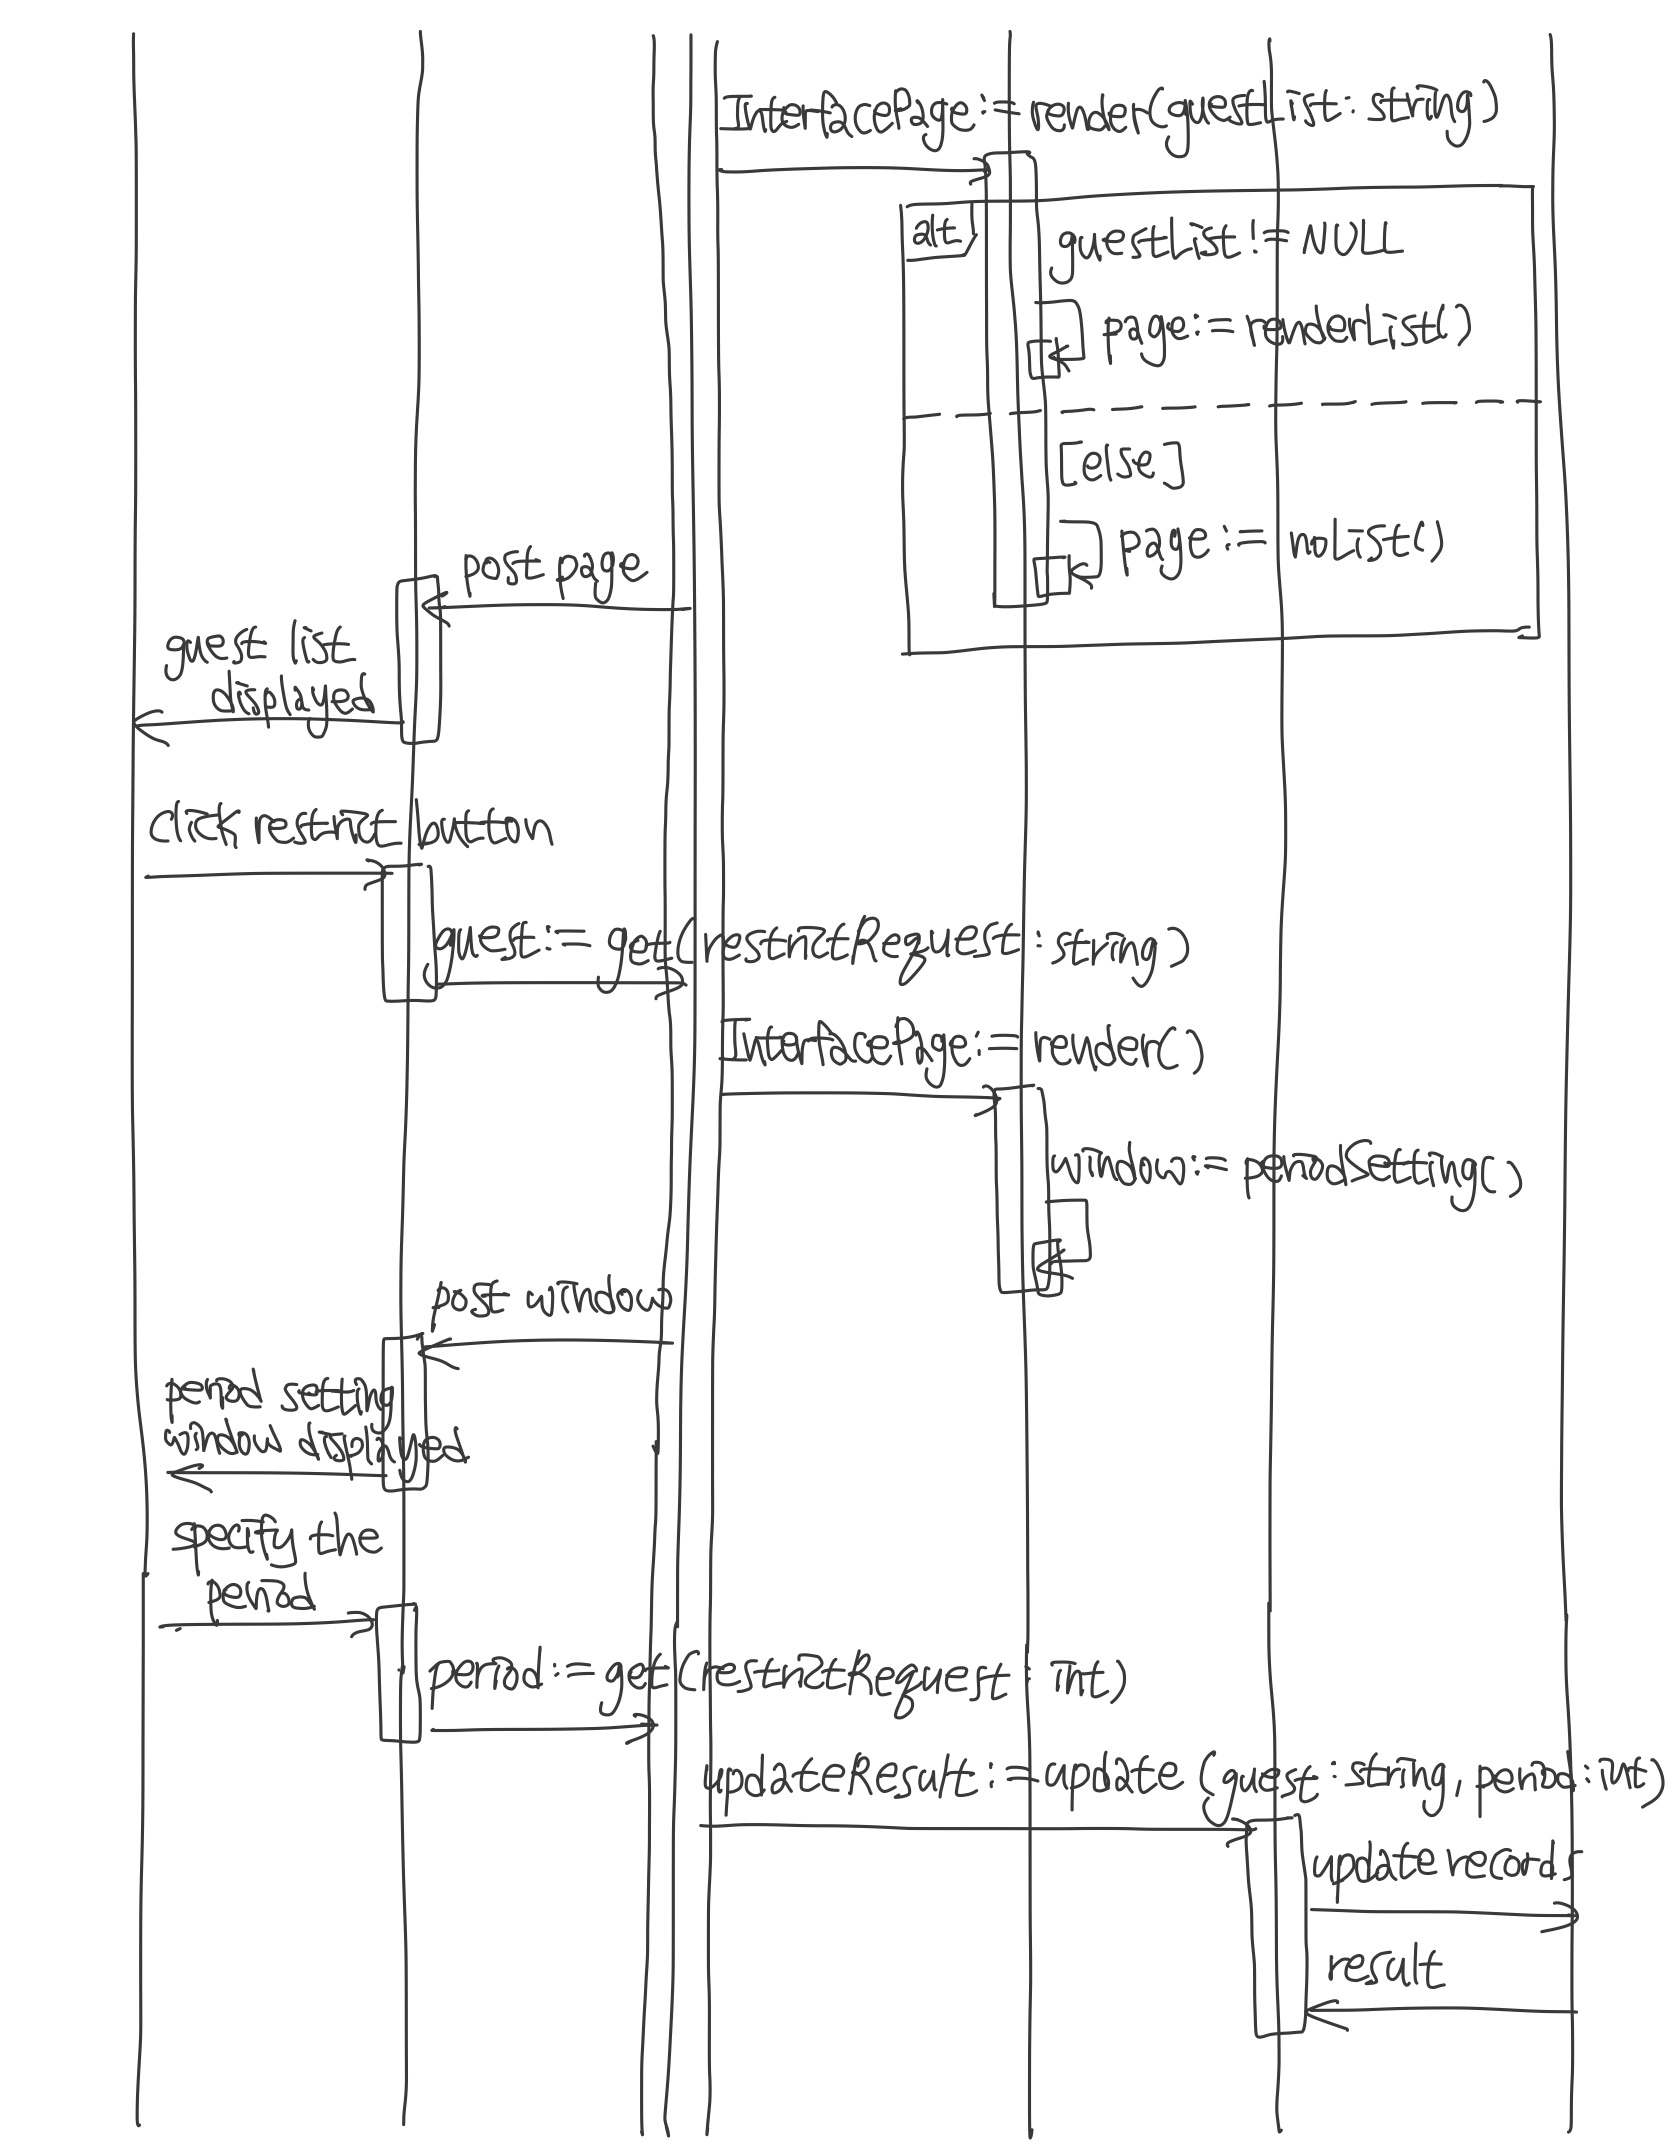 InterfacePage:=render(guestList:string)
alt
guestList!=NULL
page:=renderList()
[else]
page:=noList()
post page
guest list
displayed
click restrict button
guest:=get(restrictRequest:string)
InterfacePage:=render()
window:=periodSetting()
post window
period setting
window displayed
specify the
period
period:=get(restrictRequest:int)
updateResult:=update(guest:string,period:int)
update records
result